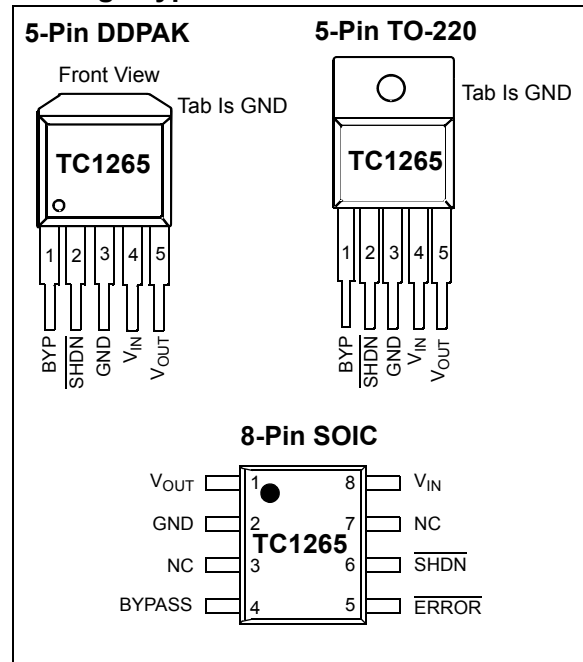 5-Pin DDPAK
Front View
Tab Is GND
TC1265
1 2 3 4 5
BYP
SHDN
GND
VIN
VOUT
5-Pin TO-220
Tab Is GND
TC1265
1 2 3 4 5
BYP
SHDN
GND
VIN
VOUT
8-Pin SOIC
VOUT 1 8 VIN
GND 2 7 NC
TC1265
NC 3 6 SHDN
BYPASS 4 5 ERROR